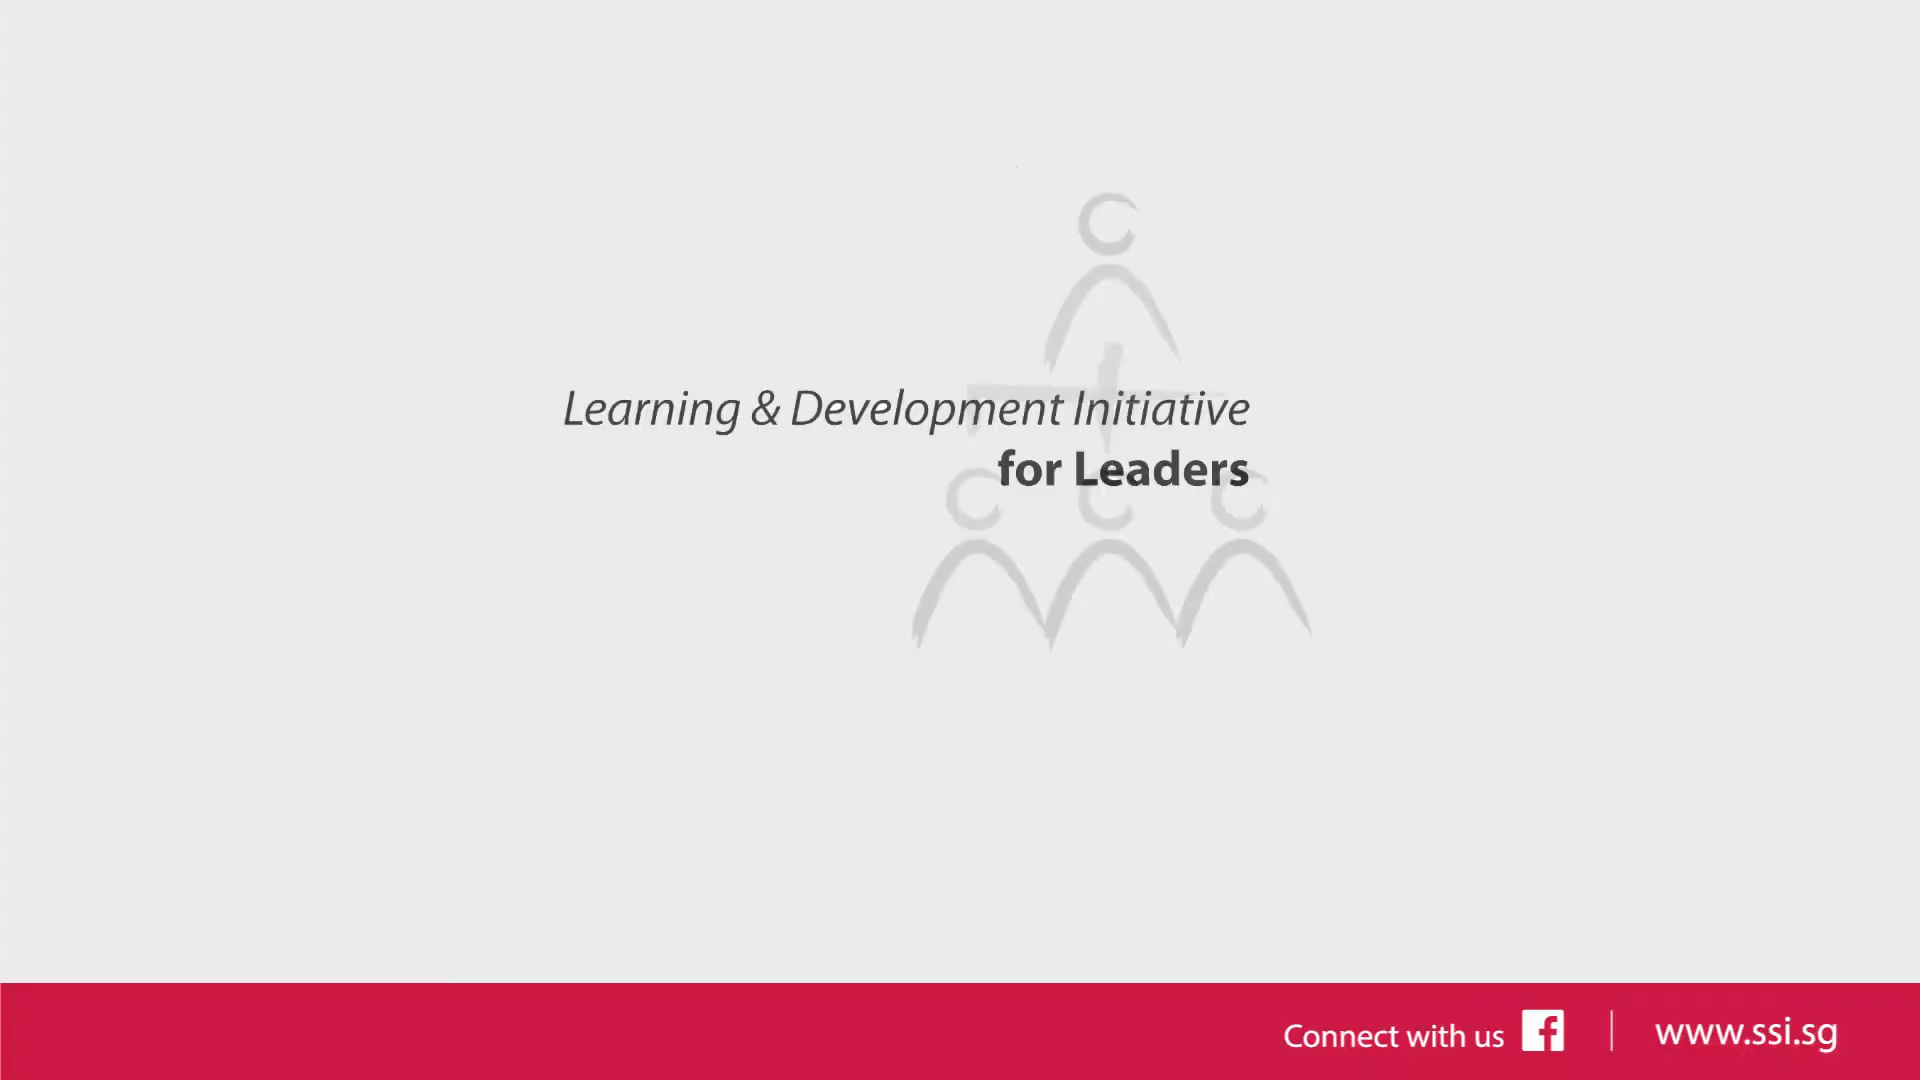 Learning & Development Initiative
for Leaders
Connect with us
www.ssi.sg